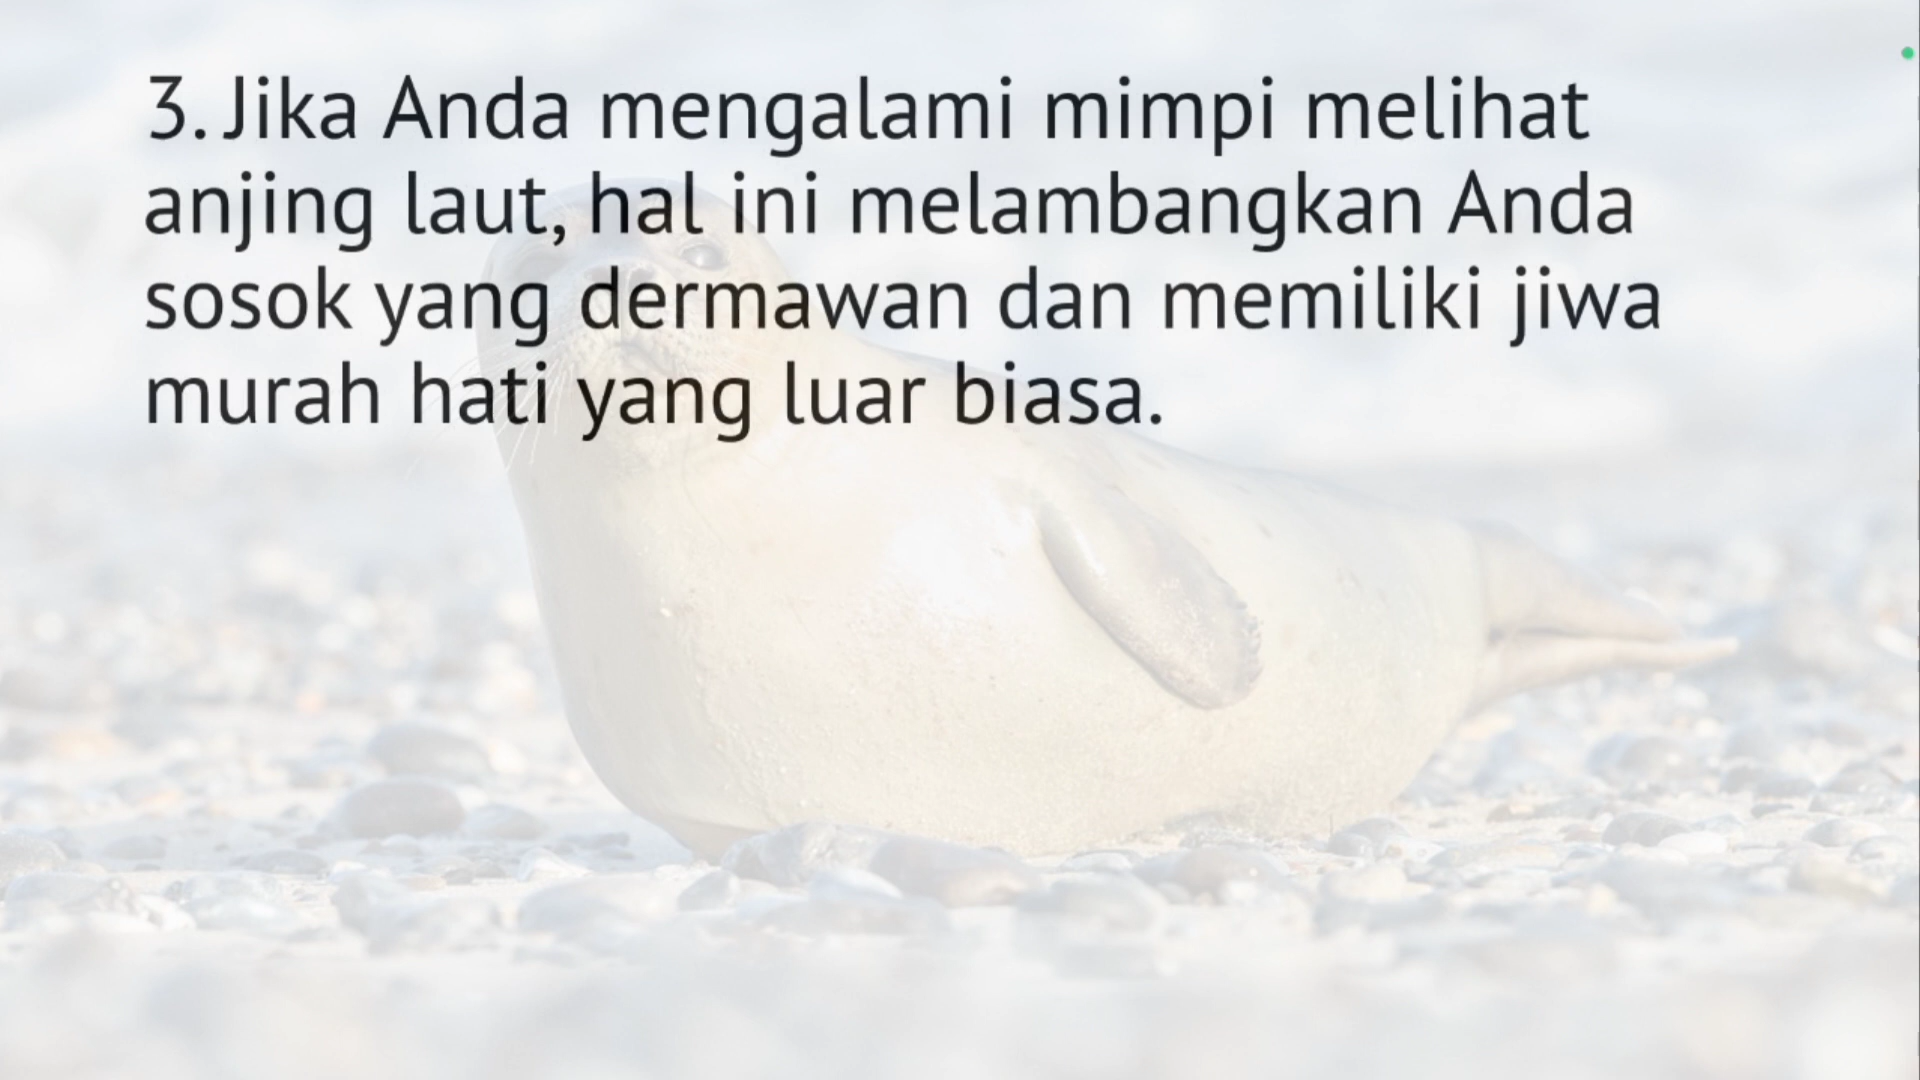 3. Jika Anda mengalami mimpi melihat
anjing laut, hal ini melambangkan Anda
sosok yang dermawan dan memiliki jiwa
murah hati yang luar biasa.